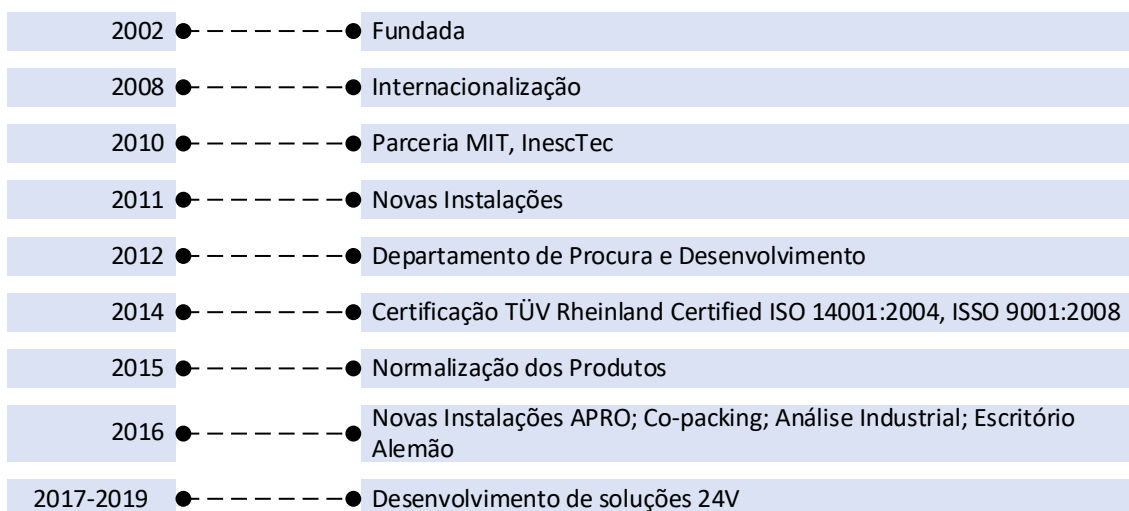 2002 Fundada
2008 Internacionalização
2010 Parceria MIT, InescTec
2011 Novas Instalações
2012 Departamento de Procura e Desenvolvimento
2014 Certificação TÜV Rheinland Certified ISO 14001:2004, ISSO 9001:2008
2015 Normalização dos Produtos
2016 Novas Instalações APRO; Co-packing; Análise Industrial; Escritório
Alemão
2017-2019 Desenvolvimento de soluções 24V